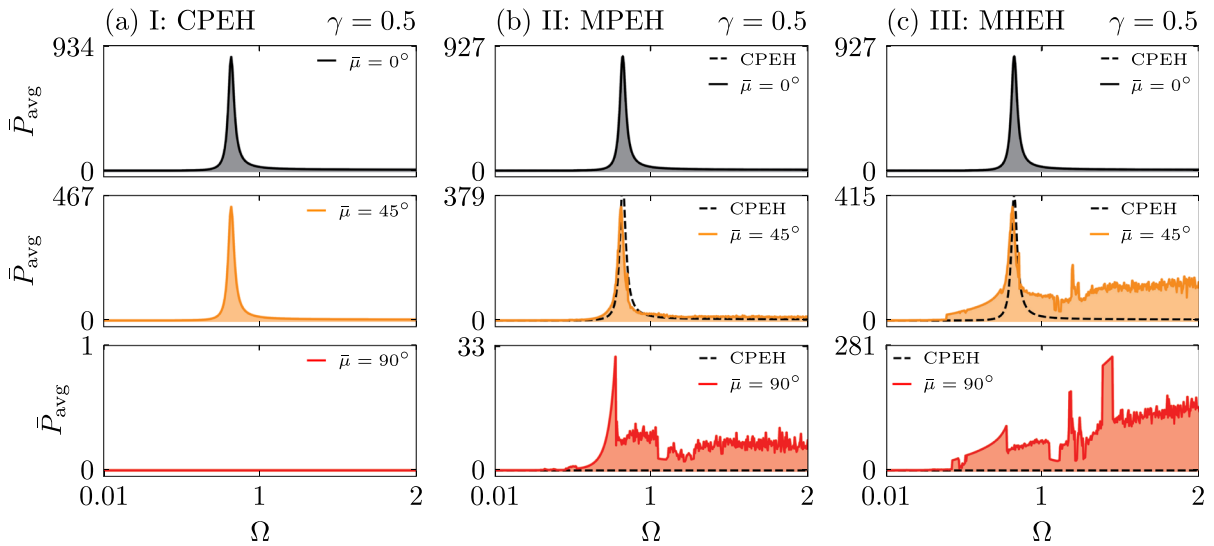 (a) I: CPEH γ = 0.5
(b) II: MPEH γ = 0.5
(c) III: MHEH γ = 0.5
934
0
P̄avg
μ̄ = 0°
927
0
CPEH
μ̄ = 0°
927
0
CPEH
μ̄ = 0°
467
0
P̄avg
μ̄ = 45°
379
0
CPEH
μ̄ = 45°
415
0
CPEH
μ̄ = 45°
1
0
P̄avg
μ̄ = 90°
33
0
CPEH
μ̄ = 90°
281
0
CPEH
μ̄ = 90°
0.01 1 2
0.01 1 2
0.01 1 2
Ω
Ω
Ω